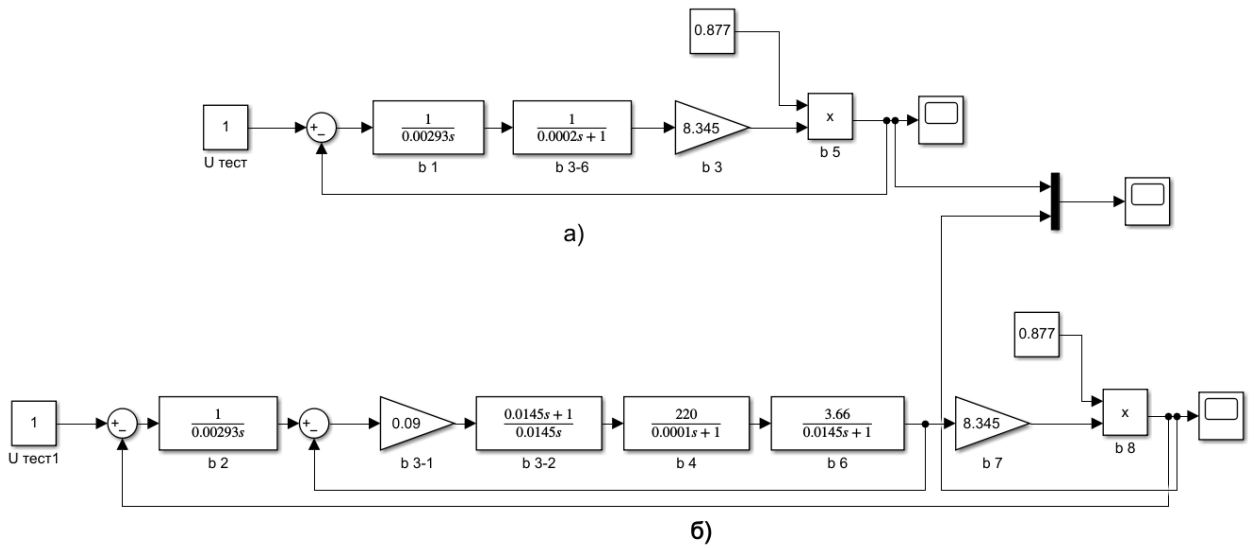 0.877
1
U тест
+
−
1
0.00293s
b 1
1
0.0002s + 1
b 3-6
8.345
b 3
x
b 5
а)
1
U тест1
+
−
1
0.00293s
b 2
+
−
0.09
b 3-1
0.0145s + 1
0.0145s
b 3-2
220
0.0001s + 1
b 4
3.66
0.0145s + 1
b 6
8.345
b 7
0.877
x
b 8
б)